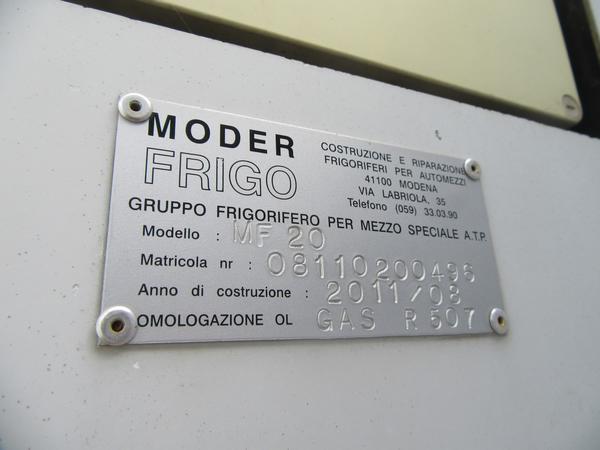 MODER
FRIGO
COSTRUZIONE E RIPARAZIONE
FRIGORIFERI PER AUTOMEZZI
41100 MODENA
VIA LABRIOLA, 35
Telefono (059) 33.03.90
GRUPPO FRIGORIFERO PER MEZZO SPECIALE A.T.P.
Modello : MF 20
Matricola nr : 08110200496
Anno di costruzione : 2011/08
OMOLOGAZIONE OL GAS R507